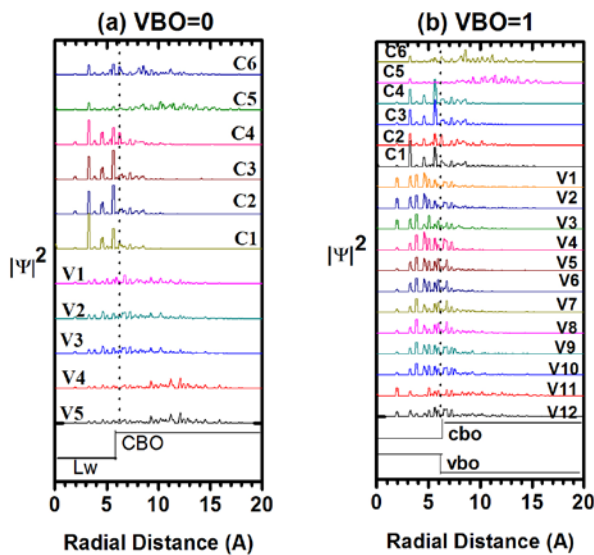 (a) VBO=0
C6
C5
C4
C3
C2
C1
V1
V2
V3
V4
V5
CBO
Lw
|Ψ|²
0 5 10 15 20
Radial Distance (A)
(b) VBO=1
C6
C5
C4
C3
C2
C1
V1
V2
V3
V4
V5
V6
V7
V8
V9
V10
V11
V12
cbo
vbo
|Ψ|²
0 5 10 15 20
Radial Distance (A)